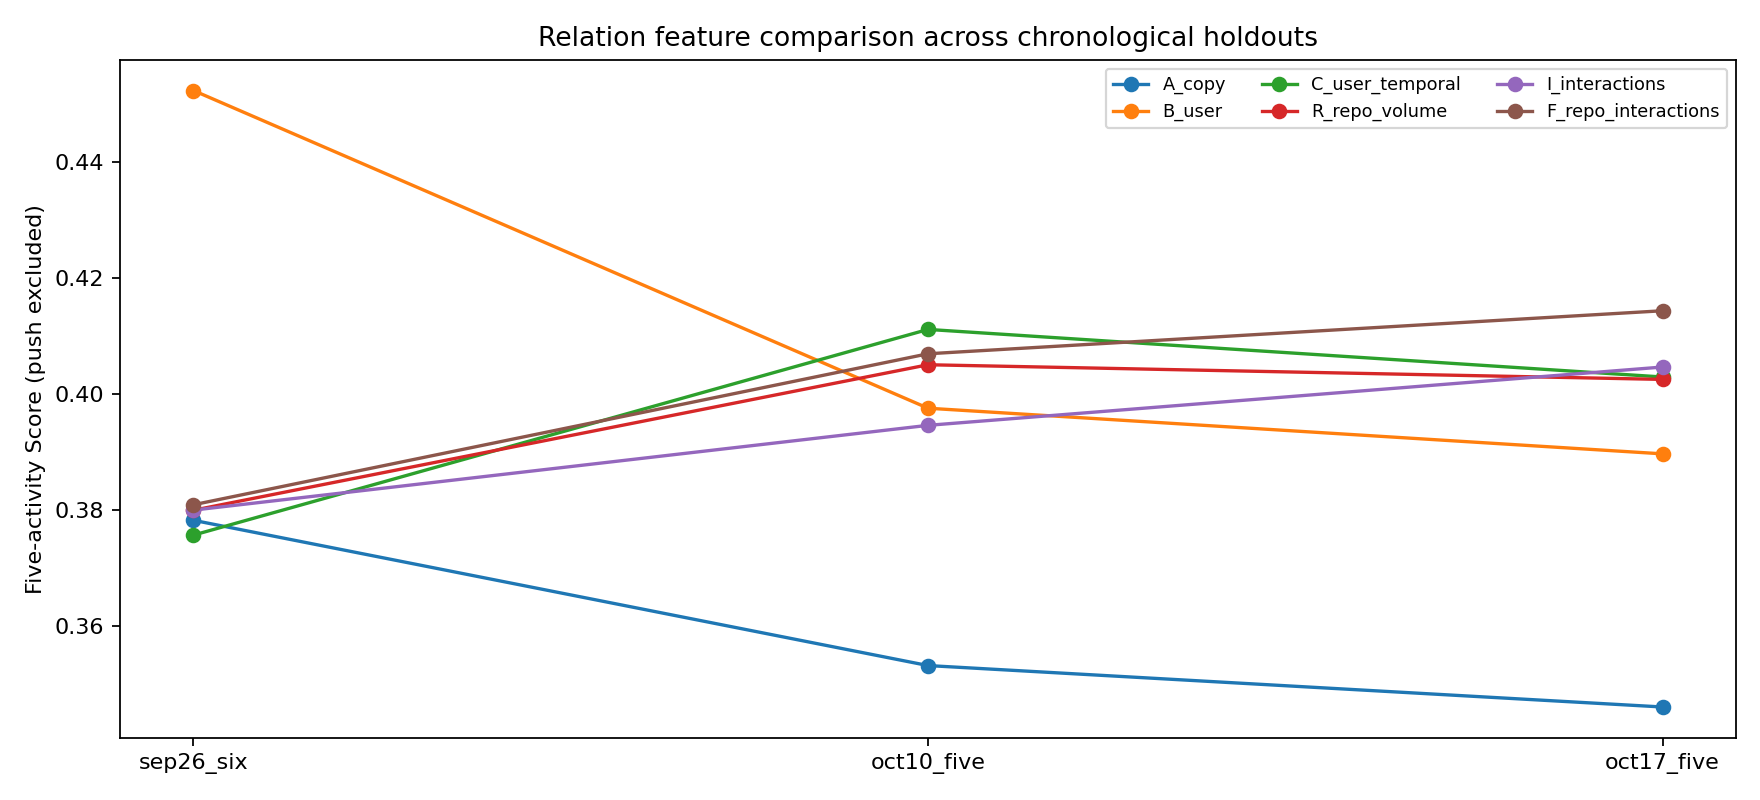 Relation feature comparison across chronological holdouts
A_copy C_user_temporal I_interactions
B_user R_repo_volume F_repo_interactions
Five-activity Score (push excluded)
0.44
0.42
0.40
0.38
0.36
sep26_six oct10_five oct17_five